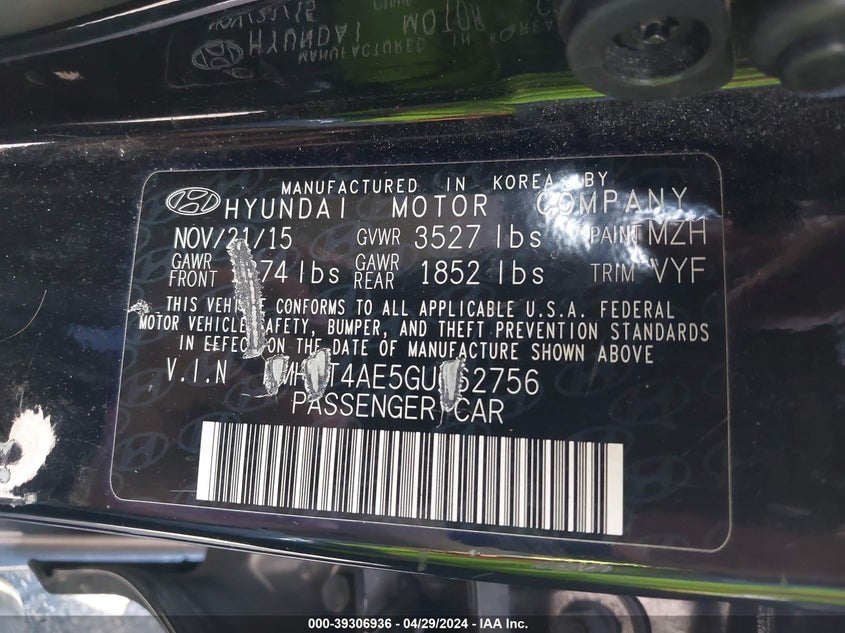 MANUFACTURED IN KOREA BY
HYUNDAI MOTOR COMPANY
NOV/21/15 GVWR 3527 lbs PAINT MZH
GAWR FRONT 74 lbs GAWR REAR 1852 lbs TRIM VYF
THIS VEHICLE CONFORMS TO ALL APPLICABLE U.S.A. FEDERAL
MOTOR VEHICLE SAFETY, BUMPER, AND THEFT PREVENTION STANDARDS
IN EFFECT ON THE DATE OF MANUFACTURE SHOWN ABOVE
V.I.N
PASSENGER CAR
000-39306936 - 04/29/2024 - IAA Inc.